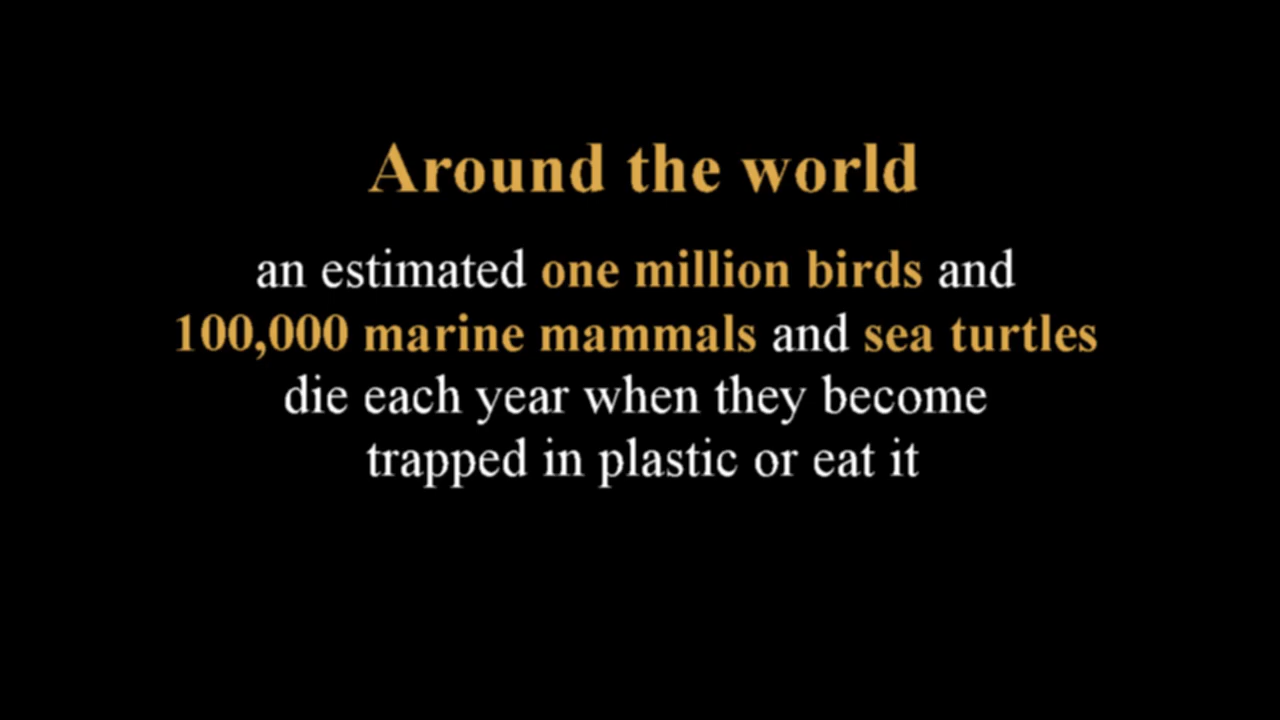 Around the world
an estimated one million birds and
100,000 marine mammals and sea turtles
die each year when they become
trapped in plastic or eat it